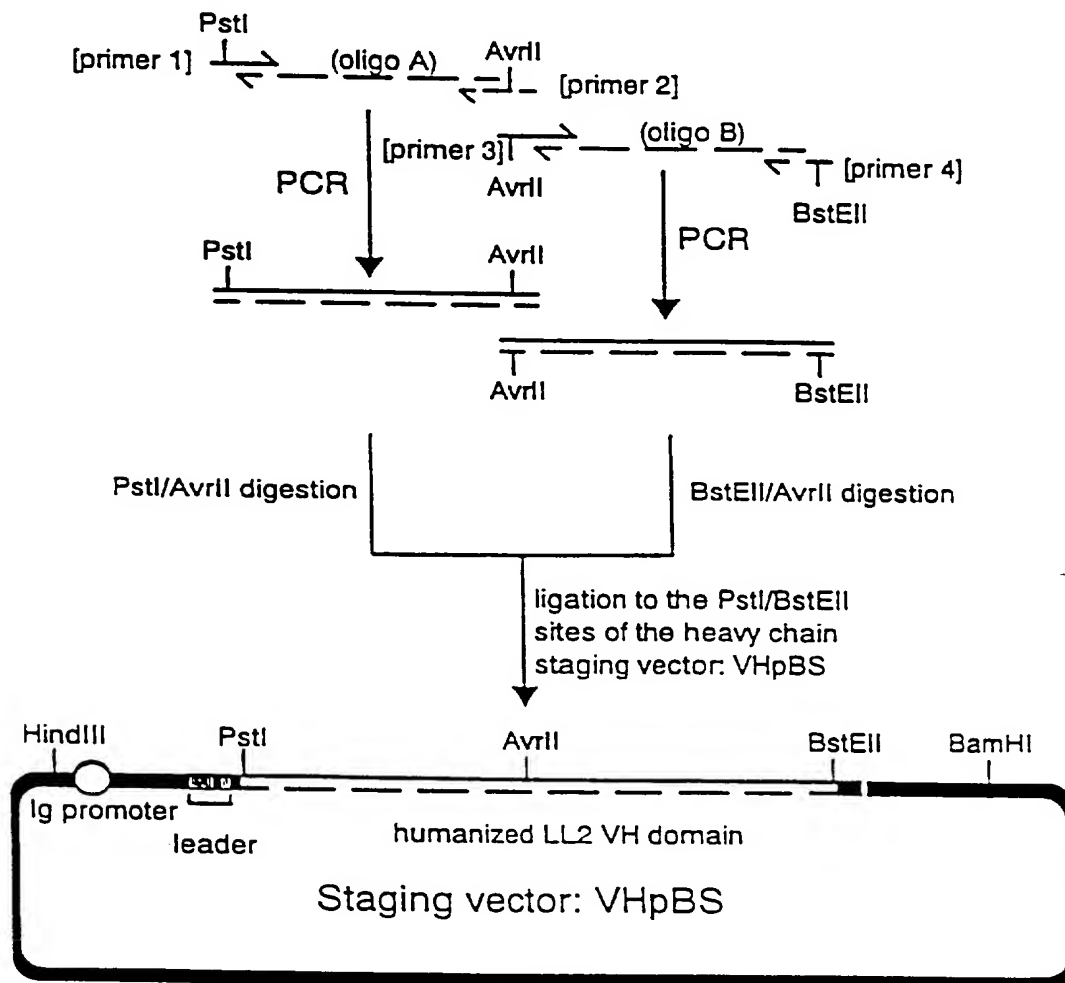 PstI
[primer 1]
(oligo A)
AvrII
[primer 2]
[primer 3]
(oligo B)
[primer 4]
AvrII
BstEII
PCR
PCR
PstI
AvrII
AvrII
BstEII
PstI/AvrII digestion
BstEII/AvrII digestion
ligation to the PstI/BstEII
sites of the heavy chain
staging vector: VHpBS
HindIII
PstI
AvrII
BstEII
BamHI
Ig promoter
leader
humanized LL2 VH domain
Staging vector: VHpBS